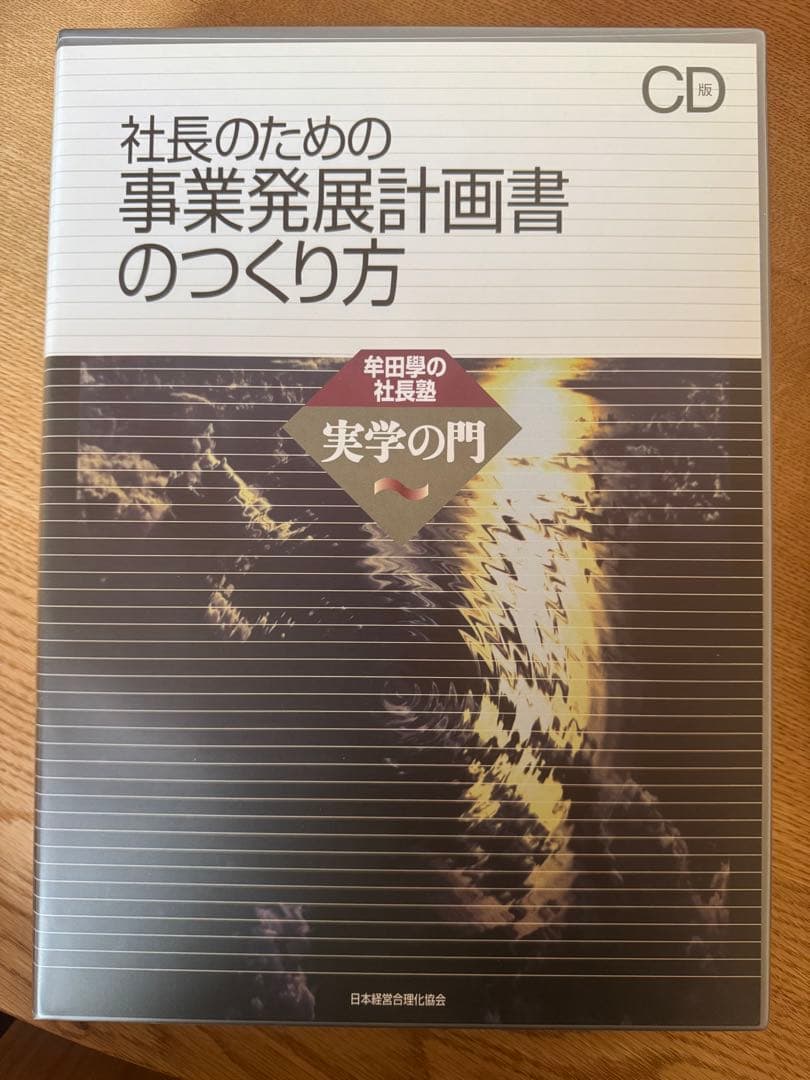 CD版
社長のための
事業発展計画書
のつくり方
牟田學の
社長塾
実学の門
日本経営合理化協会